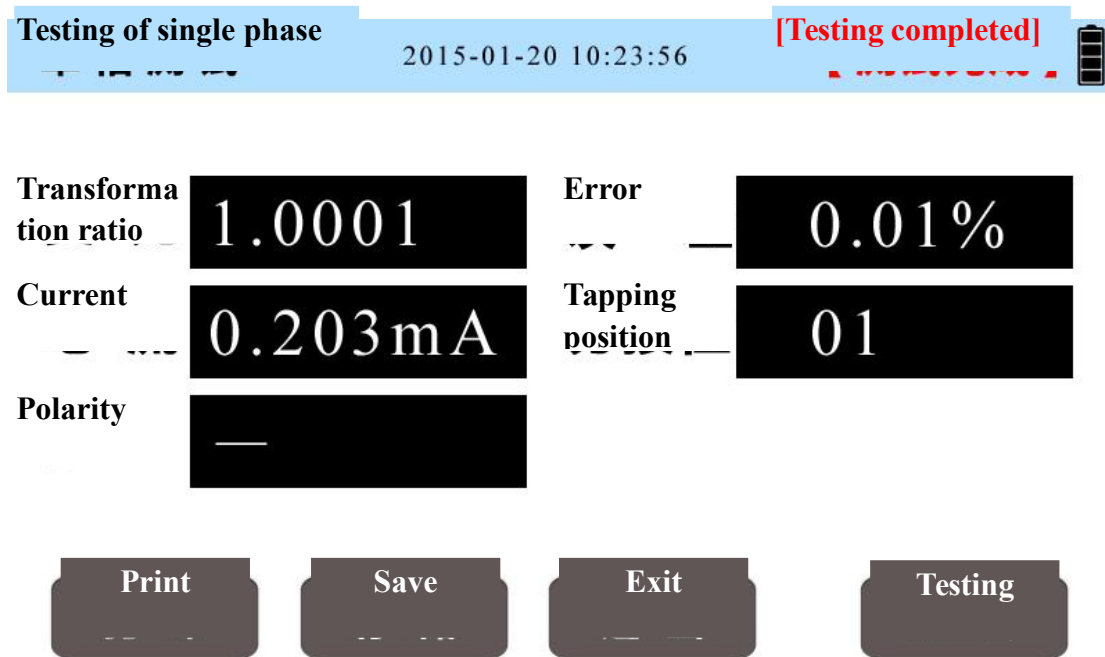 Testing of single phase
2015-01-20 10:23:56
[Testing completed]
Transforma
tion ratio
1.0001
Error
0.01%
Current
0.203mA
Tapping
position
01
Polarity
—
Print
Save
Exit
Testing